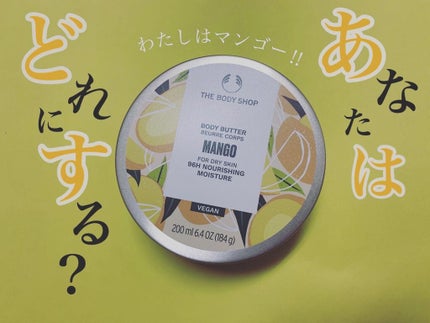 あなたは
どれにする?
わたしはマンゴー!!
THE BODY SHOP
BODY BUTTER
BEURRE CORPS
MANGO
FOR DRY SKIN
96H NOURISHING
MOISTURE
VEGAN
200 ml 6.4 OZ (184 g)